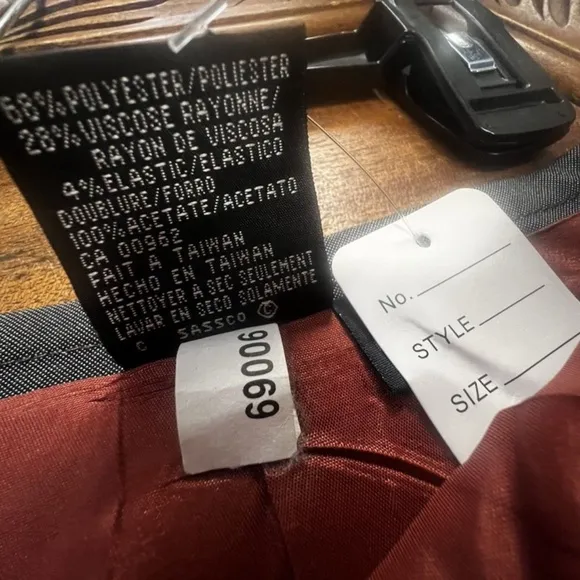 68%POLYESTER/POLIESTER
28%VISCOSE RAYONNE/
RAYON DE VISCOSA
4%ELASTIC/ELASTICO
DOUBLURE/FORRO
100%ACETATE/ACETATO
CA 00962
FAIT A TAIWAN
HECHO EN TAIWAN
NETTOYER A SEC SEULEMENT
LAVAR EN SECO SOLAMENTE
C SASSCO ©
69006
No.
STYLE
SIZE